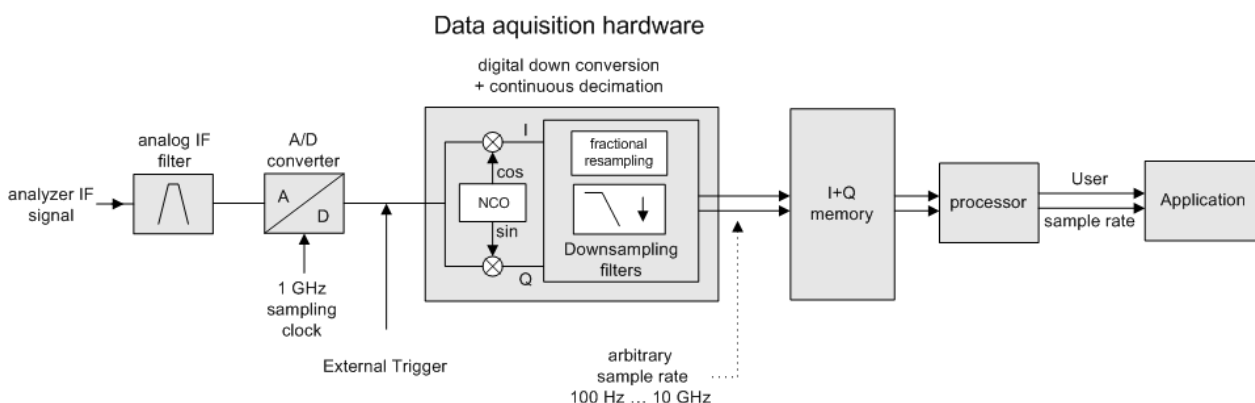 Data aquisition hardware
digital down conversion
+ continuous decimation
analog IF
filter
A/D
converter
analyzer IF
signal
A
D
1 GHz
sampling
clock
External Trigger
I
cos
NCO
sin
Q
fractional
resampling
Downsampling
filters
arbitrary
sample rate
100 Hz ... 10 GHz
I+Q
memory
processor
User
sample rate
Application